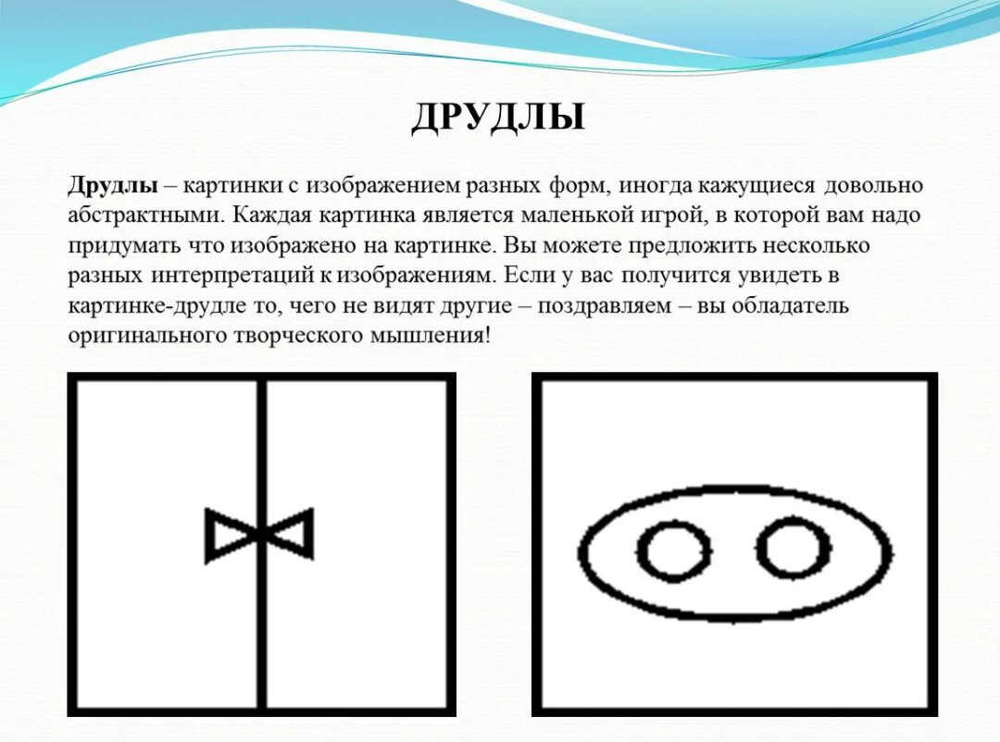 ДРУДЛЫ
Друдлы – картинки с изображением разных форм, иногда кажущиеся довольно
абстрактными. Каждая картинка является маленькой игрой, в которой вам надо
придумать что изображено на картинке. Вы можете предложить несколько
разных интерпретаций к изображениям. Если у вас получится увидеть в
картинке-друдле то, чего не видят другие – поздравляем – вы обладатель
оригинального творческого мышления!